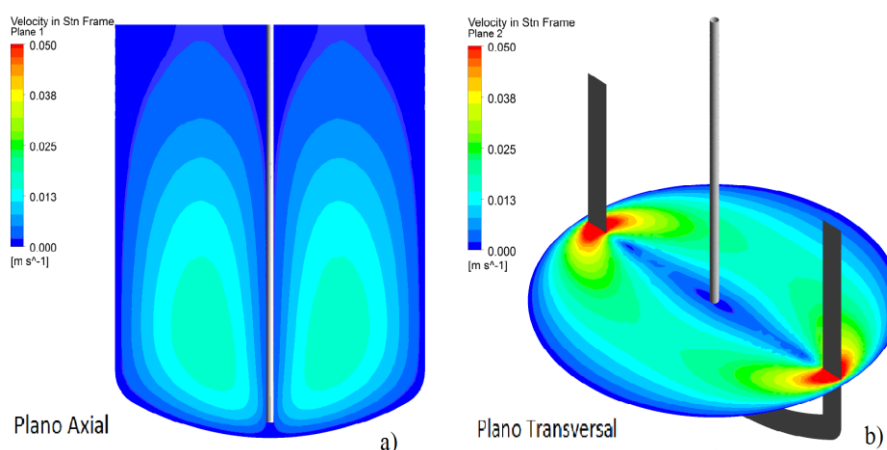 Velocity in Stn Frame
Plane 1
0.050
0.038
0.025
0.013
0.000
[m s^-1]
Plano Axial
a)
Velocity in Stn Frame
Plane 2
0.050
0.038
0.025
0.013
0.000
[m s^-1]
Plano Transversal
b)